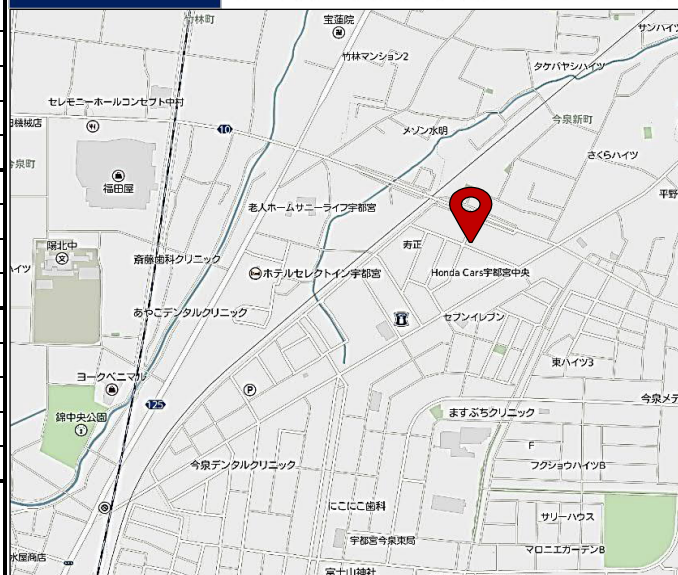 竹林町
宝蓮院
サンハイツ
竹林マンション2
タケバヤシハイツ
セレモニーホールコンセプト中村
今泉新町
10
メゾン水明
さくらハイツ
福田屋
平野
老人ホームサニーライフ宇都宮
陽北中
寿正
斎藤歯科クリニック
ホテルセレクトイン宇都宮
Honda Cars宇都宮中央
あやこデンタルクリニック
セブンイレブン
東ハイツ3
ヨークベニマル
P
125
今泉メデ
錦中央公園
ますぶちクリニック
F
今泉デンタルクリニック
フクショウハイツB
にこにこ歯科
サリーハウス
宇都宮今泉東局
マロニエガーデンB
水屋商店
富士山神社